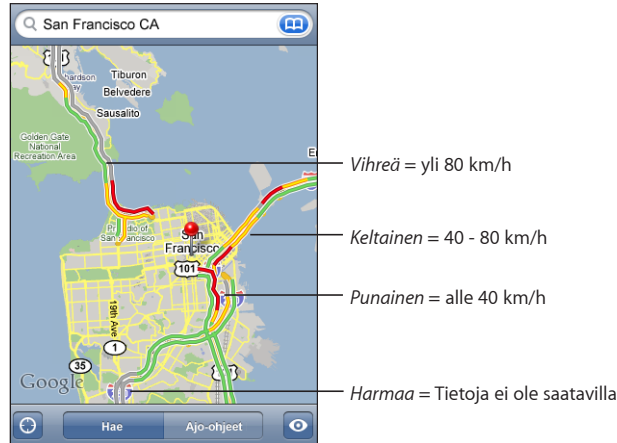 San Francisco CA
Tiburon
Belvedere
Sausalito
Golden Gate
National
Recreation Area
San Francisco
San
Francisco
101
19th Ave
1
35
Google
Hae
Ajo-ohjeet
Vihreä = yli 80 km/h
Keltainen = 40 - 80 km/h
Punainen = alle 40 km/h
Harmaa = Tietoja ei ole saatavilla